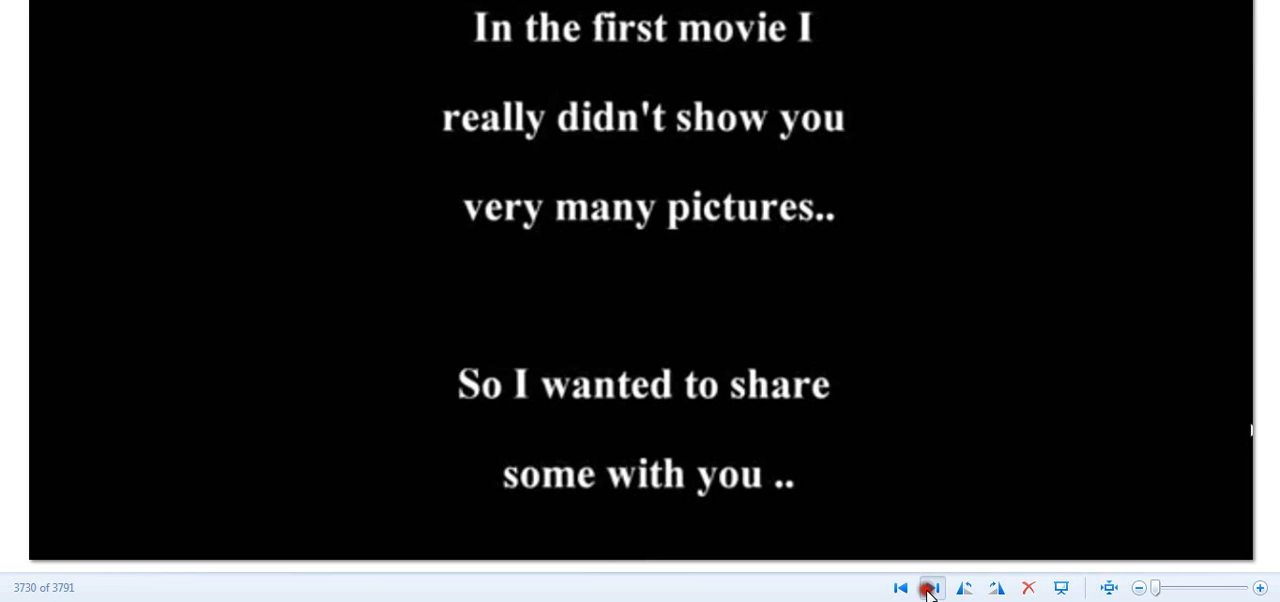 In the first movie I
really didn't show you
very many pictures..
So I wanted to share
some with you ..
3730 of 3791